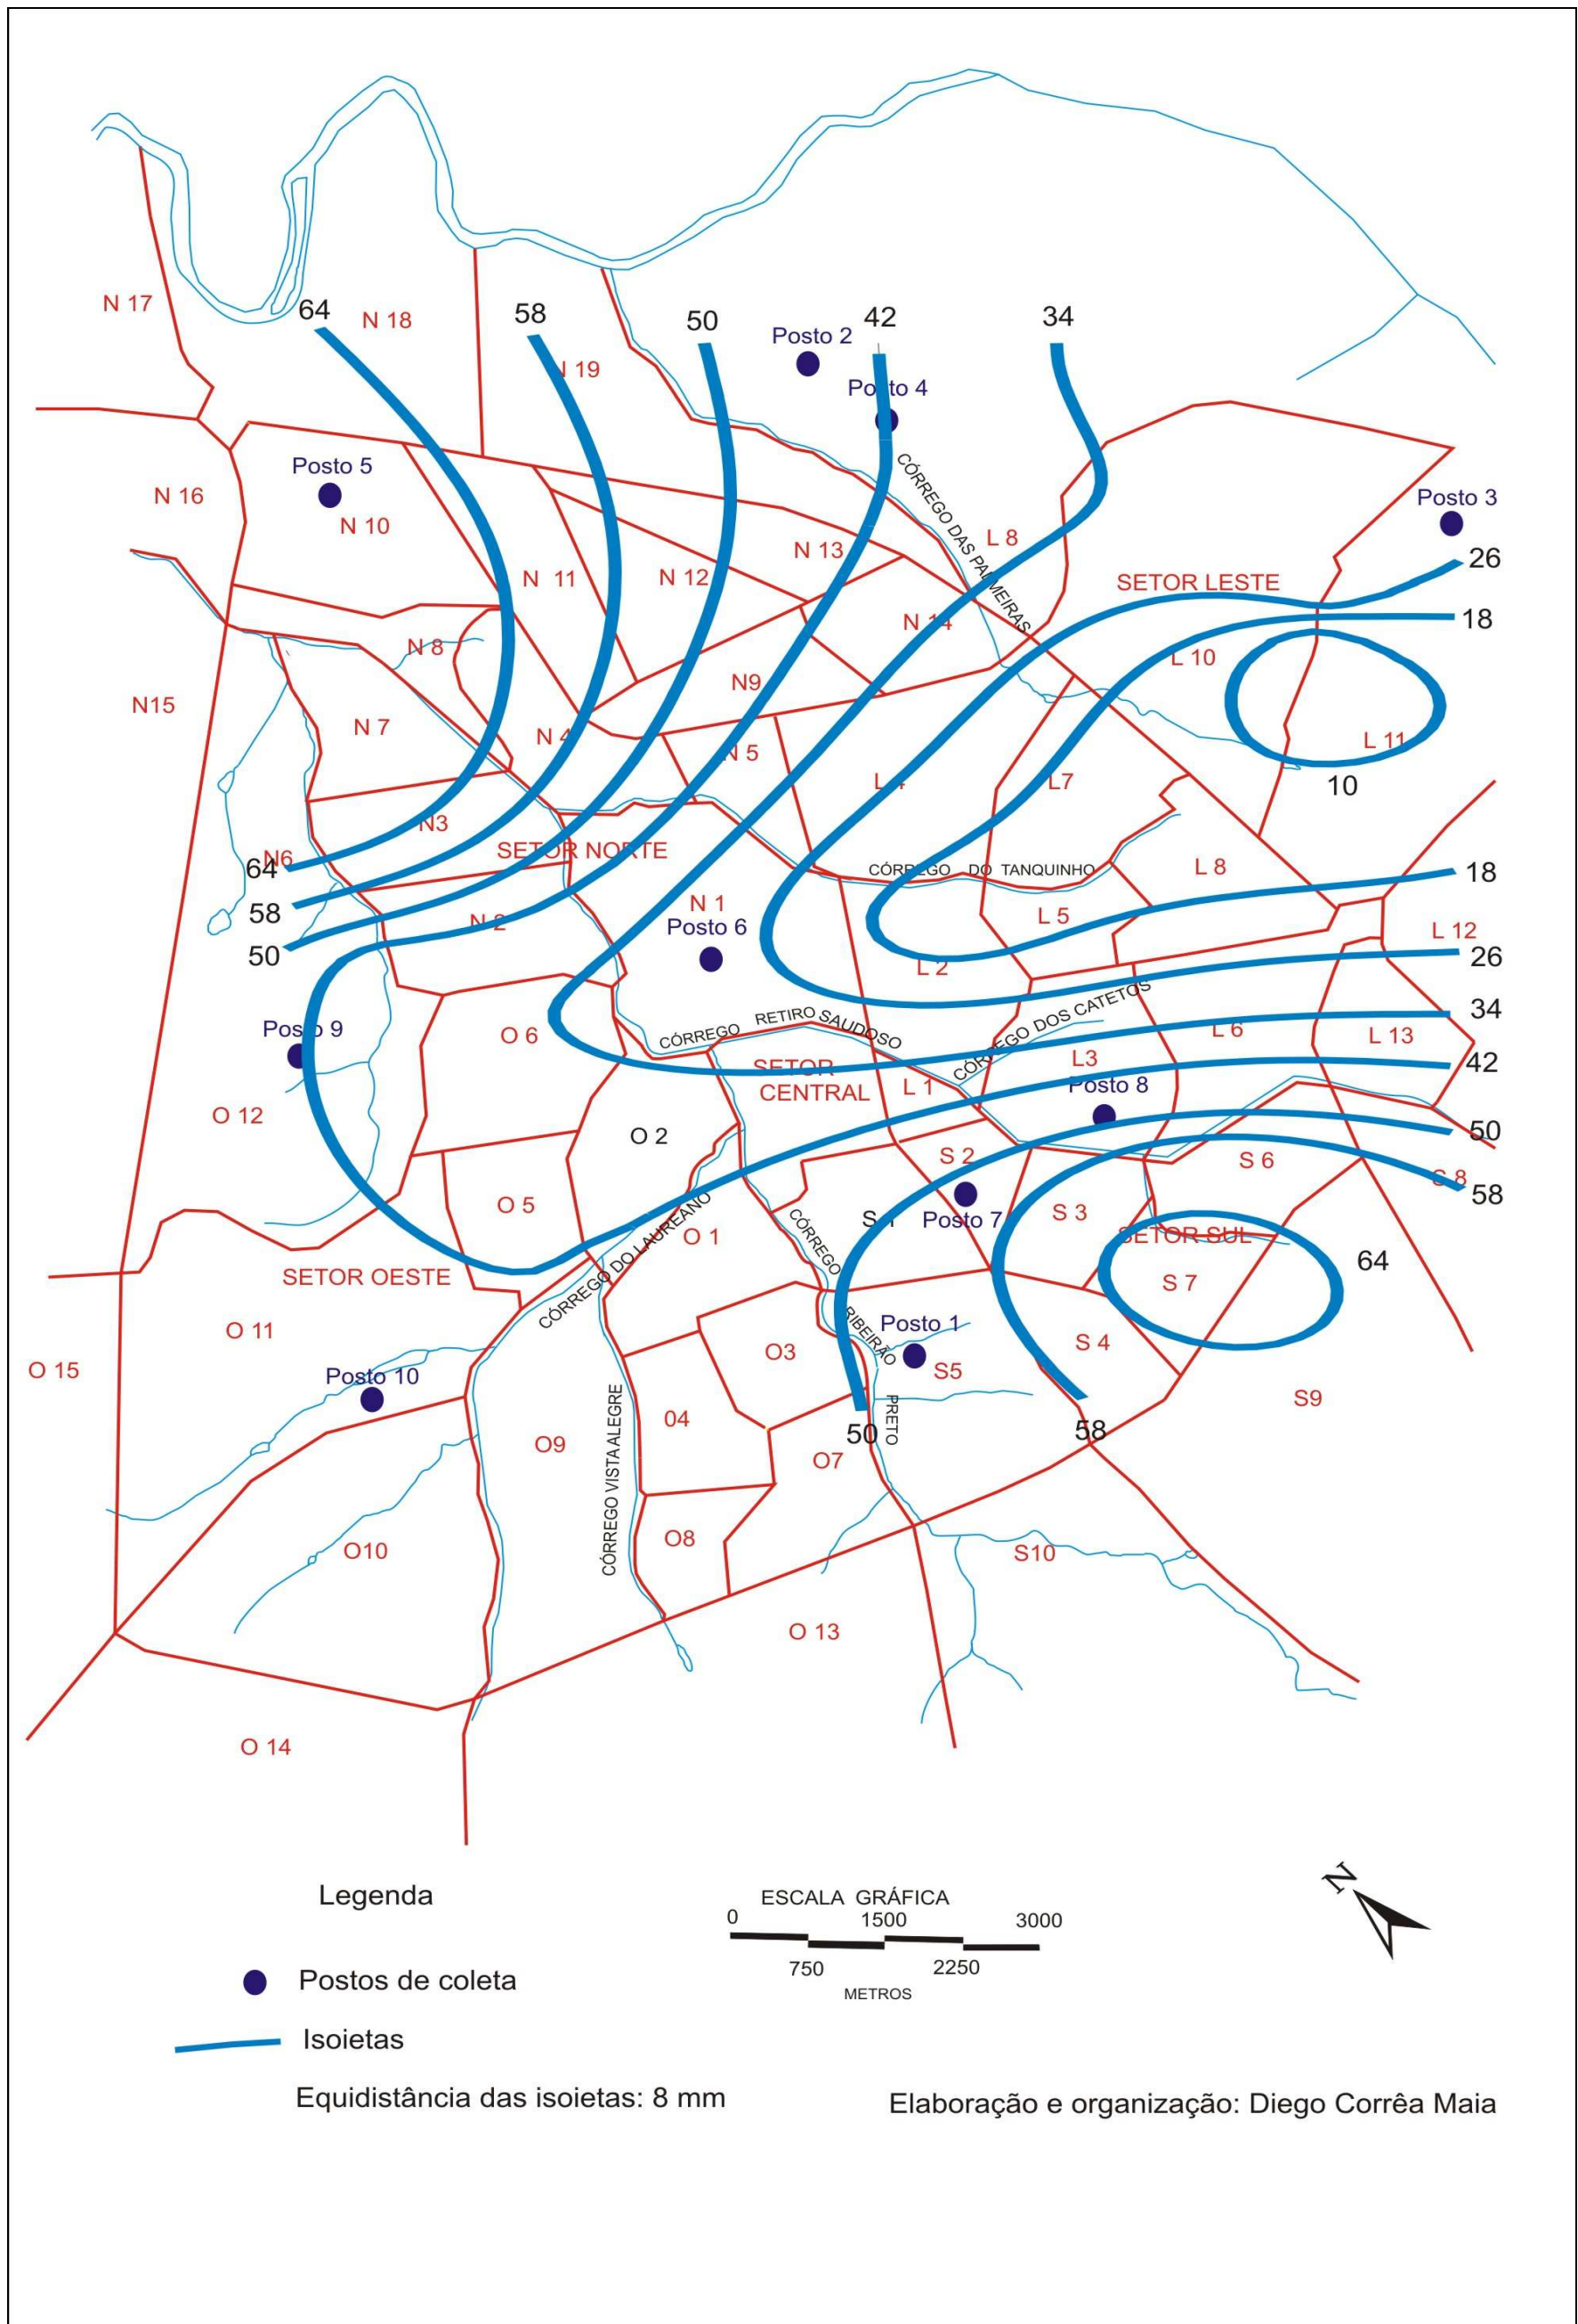 64
N 18
58
50
42
34
N 17
Posto 2
N 19
Posto 4
Posto 5
N 16
N 10
CÓRREGO DAS PALMEIRAS
Posto 3
L 8
N 13
26
N 11
N 12
SETOR LESTE
18
N 14
N 8
L 10
N9
N15
N 7
N 4
N 5
L 11
L 4
L7
10
N3
SETOR NORTE
N6
64
CÓRREGO DO TANQUINHO
L 8
18
58
N 1
L 5
N 2
Posto 6
L 12
50
L 2
26
CÓRREGO DOS CATETOS
34
Posto 9
O 6
CÓRREGO RETIRO SAUDOSO
L 6
L 13
SETOR
CENTRAL
L3
42
L 1
Posto 8
O 12
O 2
50
S 2
S 6
S 8
58
O 5
CÓRREGO DO LAUREANO
S 1
Posto 7
S 3
O 1
CÓRREGO
SETOR SUL
64
SETOR OESTE
S 7
O 11
RIBEIRÃO
Posto 1
O3
S 4
O 15
S5
Posto 10
PRETO
S9
CÓRREGO VISTA ALEGRE
04
O9
50
58
O7
O8
O10
S10
O 13
O 14
Legenda
Postos de coleta
Isoietas
Equidistância das isoietas: 8 mm
ESCALA GRÁFICA
0
1500
3000
750
2250
METROS
N
Elaboração e organização: Diego Corrêa Maia